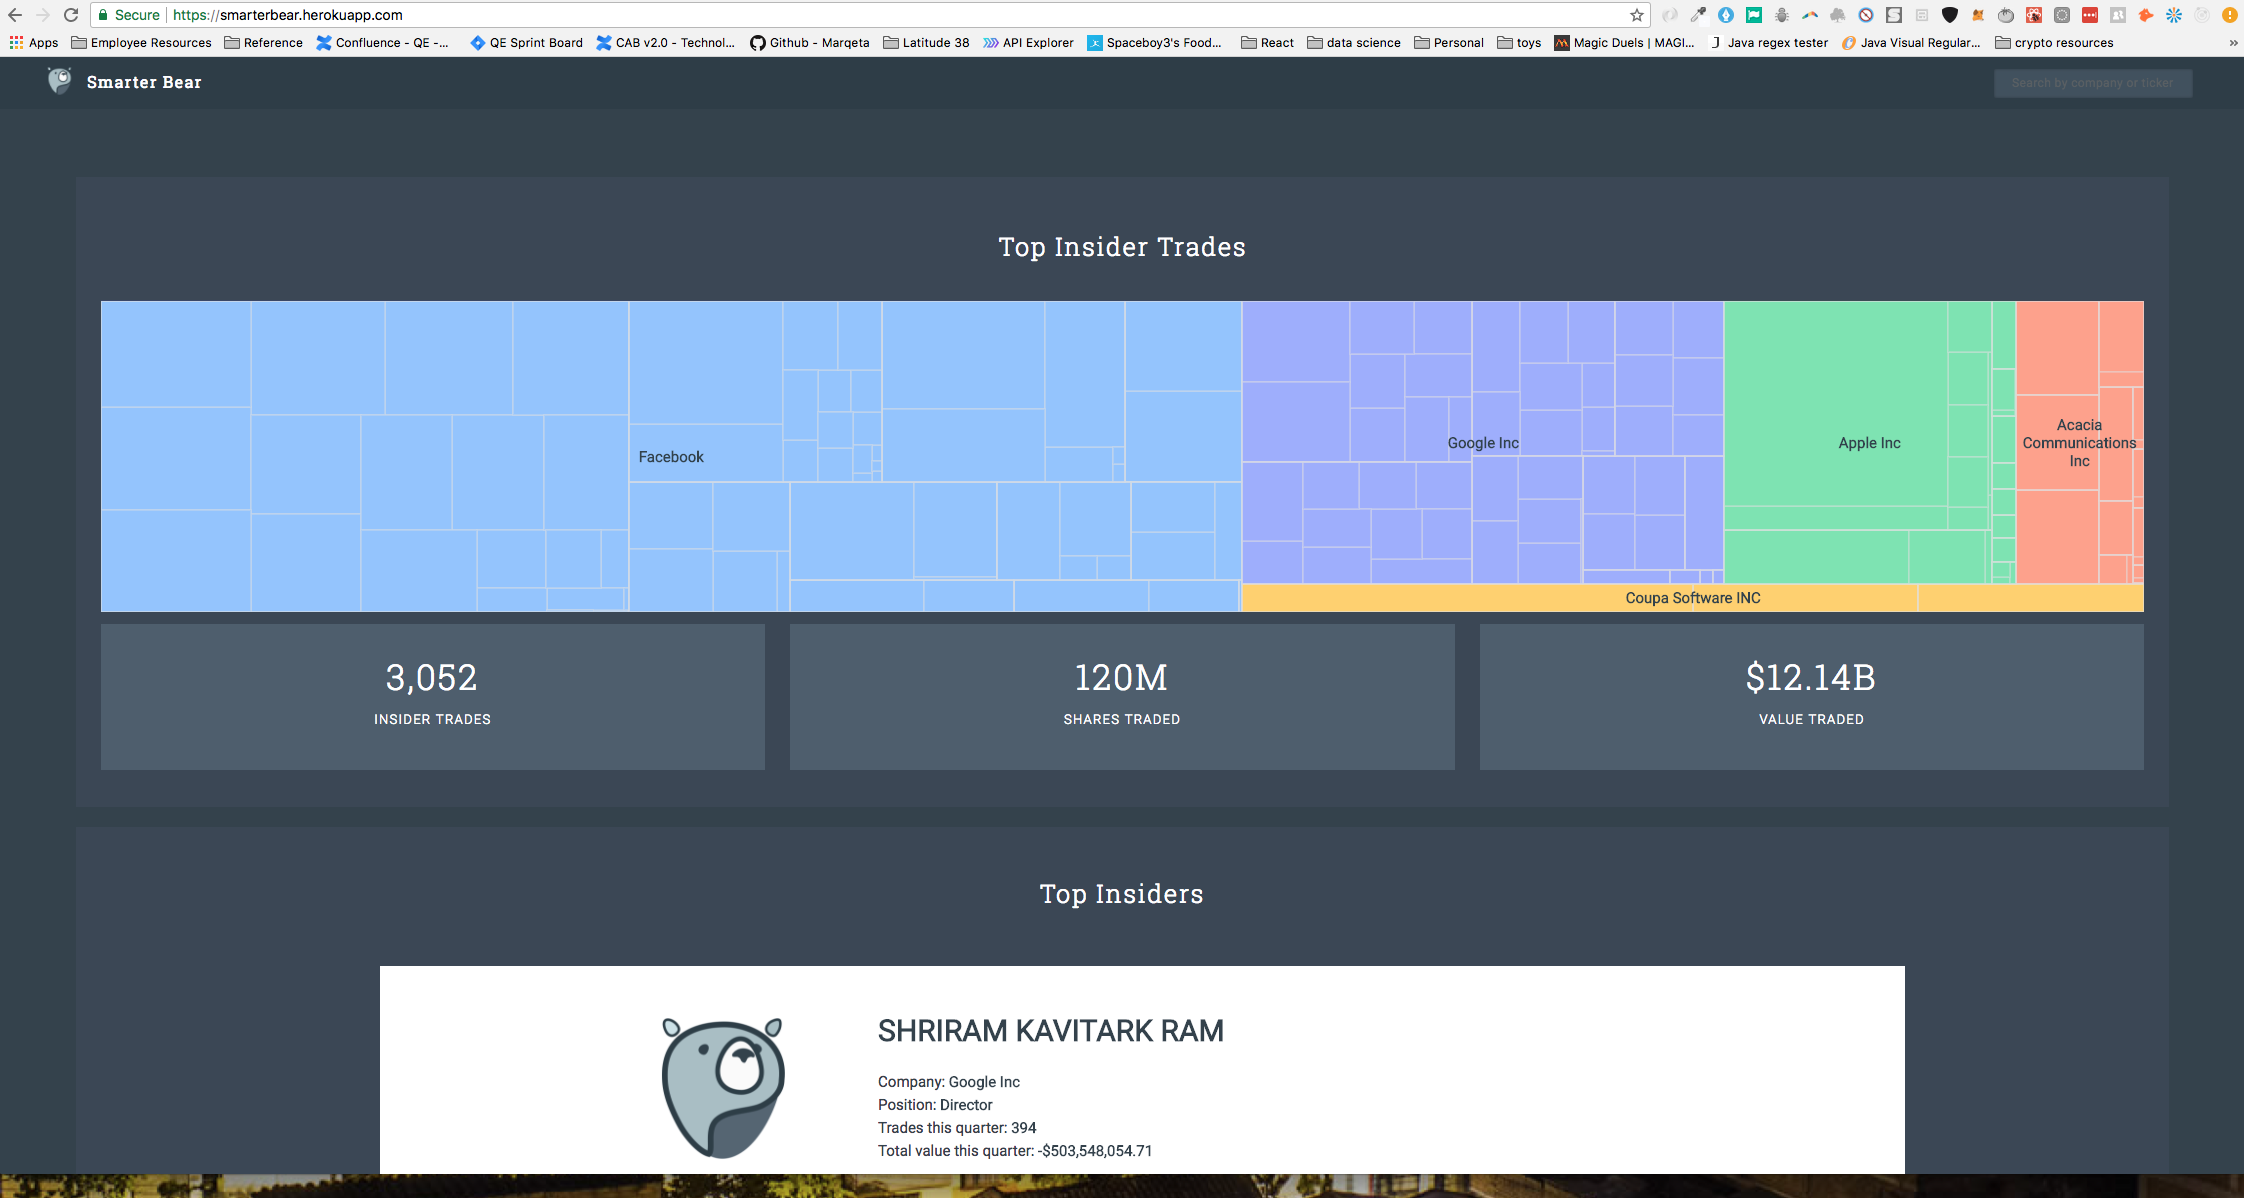 Secure https://smarterbear.herokuapp.com
Apps Employee Resources Reference Confluence - QE -... QE Sprint Board CAB v2.0 - Technol... Github - Marqeta Latitude 38 API Explorer Spaceboy3's Food... React data science Personal toys Magic Duels | MAGI... Java regex tester Java Visual Regular... crypto resources »
Smarter Bear
Search by company or ticker
Top Insider Trades
Facebook
Google Inc
Apple Inc
Acacia
Communications
Inc
Coupa Software INC
3,052
INSIDER TRADES
120M
SHARES TRADED
$12.14B
VALUE TRADED
Top Insiders
SHRIRAM KAVITARK RAM
Company: Google Inc
Position: Director
Trades this quarter: 394
Total value this quarter: -$503,548,054.71